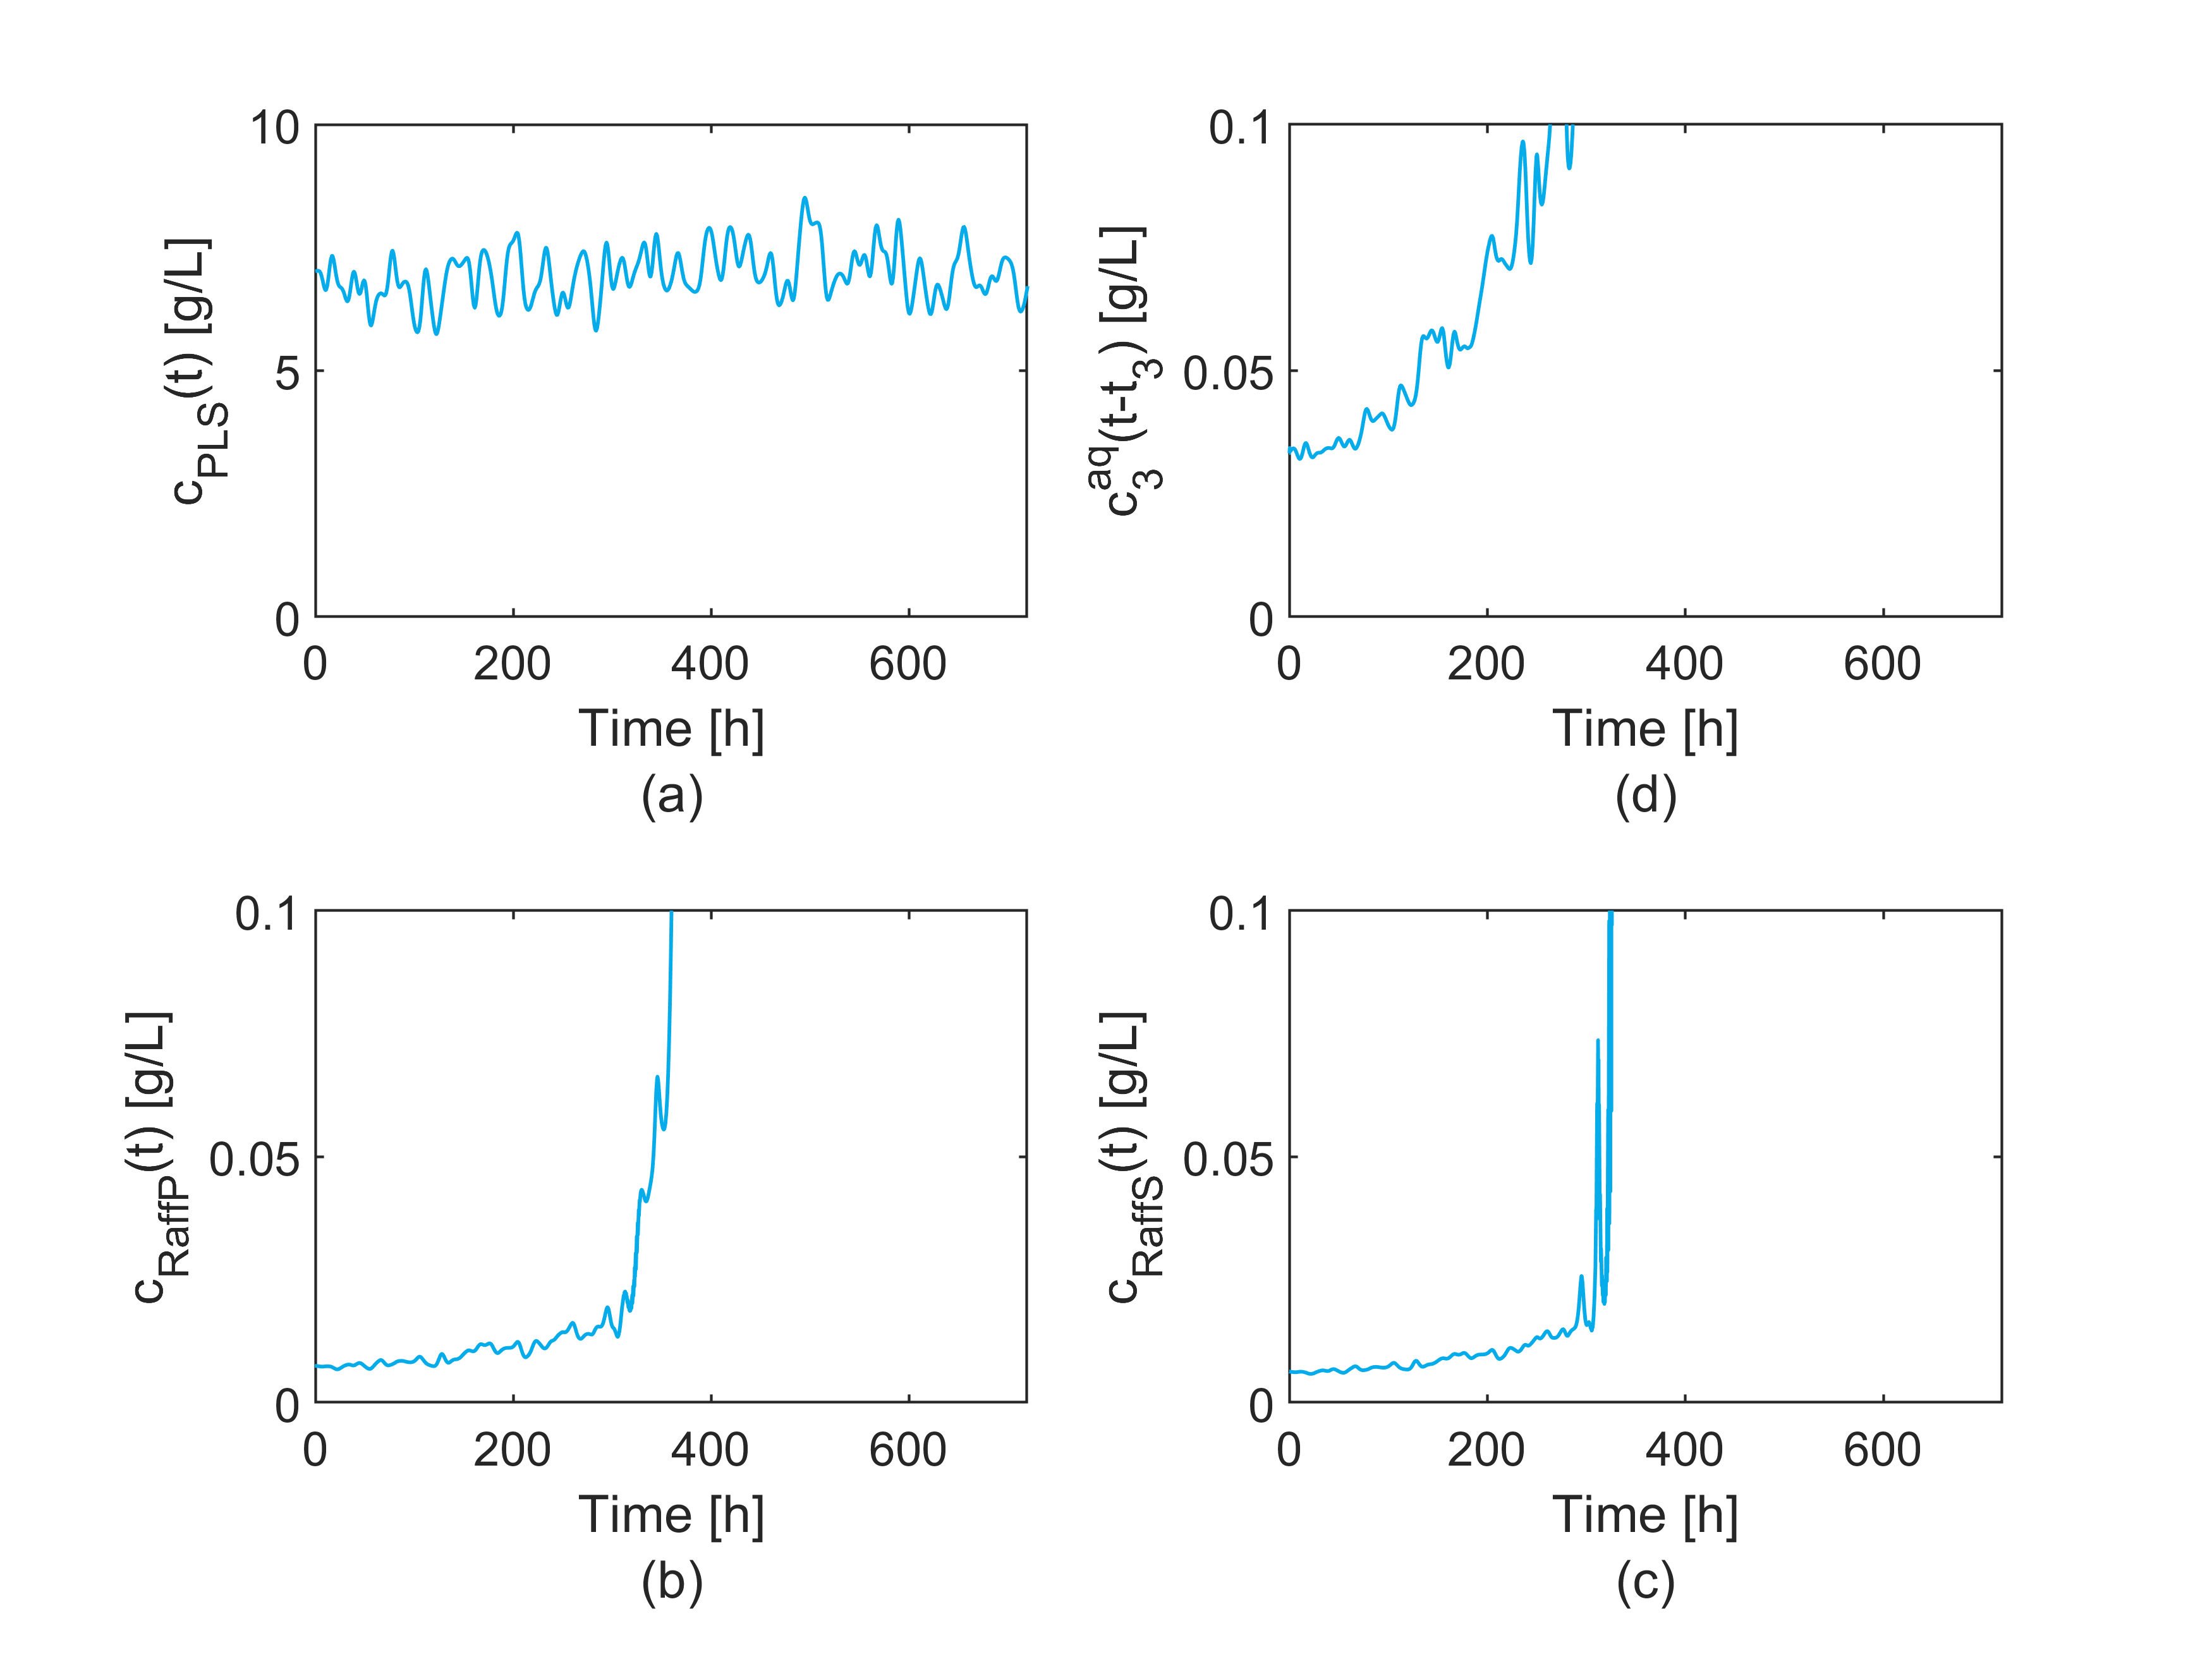 10
5
0
c_PLS(t) [g/L]
0 200 400 600
Time [h]
(a)
0.1
0.05
0
c_3^aq(t-t_3) [g/L]
0 200 400 600
Time [h]
(d)
0.1
0.05
0
c_RaffP(t) [g/L]
0 200 400 600
Time [h]
(b)
0.1
0.05
0
c_RaffS(t) [g/L]
0 200 400 600
Time [h]
(c)